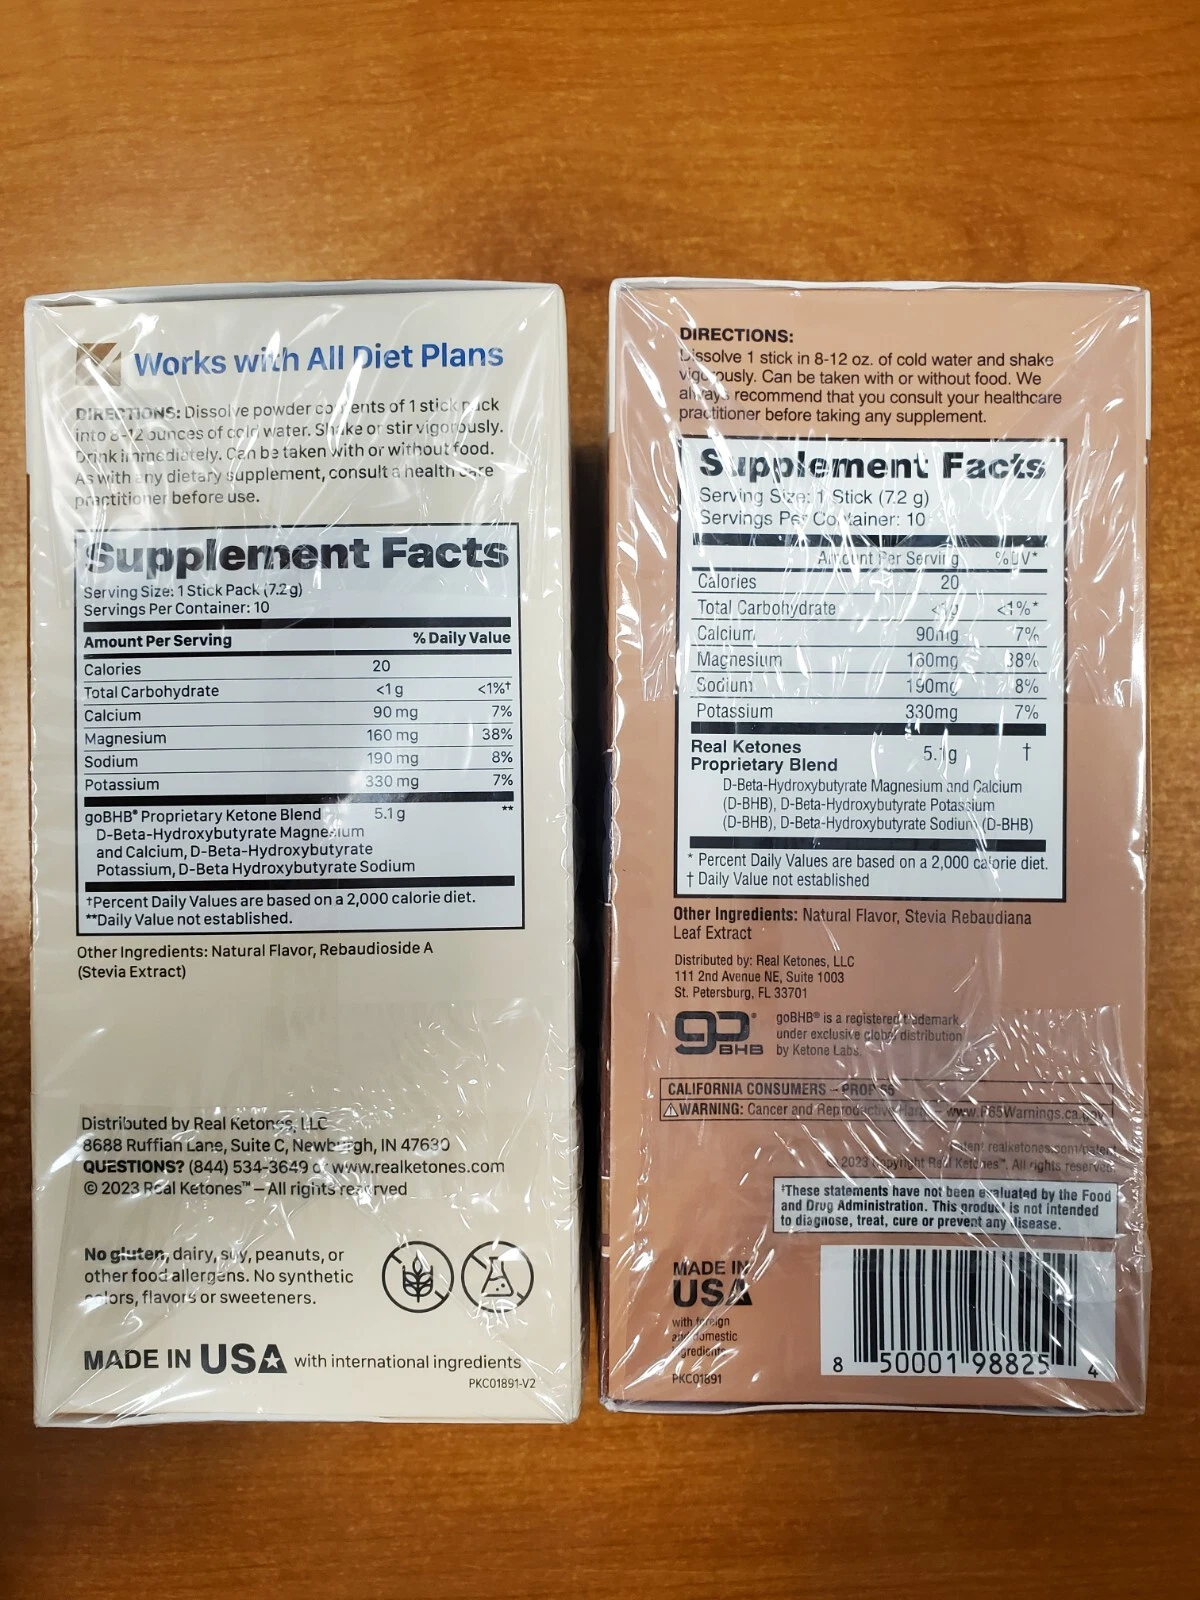 Works with All Diet Plans
DIRECTIONS: Dissolve powder contents of 1 stick pack
into 8-12 ounces of cold water. Shake or stir vigorously.
Drink immediately. Can be taken with or without food.
As with any dietary supplement, consult a health care
practitioner before use.
Supplement Facts
Serving Size: 1 Stick Pack (7.2 g)
Servings Per Container: 10
Amount Per Serving % Daily Value
Calories 20
Total Carbohydrate <1 g <1%†
Calcium 90 mg 7%
Magnesium 160 mg 38%
Sodium 190 mg 8%
Potassium 330 mg 7%
goBHB® Proprietary Ketone Blend 5.1 g **
D-Beta-Hydroxybutyrate Magnesium
and Calcium, D-Beta-Hydroxybutyrate
Potassium, D-Beta Hydroxybutyrate Sodium
†Percent Daily Values are based on a 2,000 calorie diet.
**Daily Value not established.
Other Ingredients: Natural Flavor, Rebaudioside A
(Stevia Extract)
Distributed by Real Ketones, LLC
8688 Ruffian Lane, Suite C, Newburgh, IN 47630
QUESTIONS? (844) 534-3649 or www.realketones.com
© 2023 Real Ketones™ – All rights reserved
No gluten, dairy, soy, peanuts, or
other food allergens. No synthetic
colors, flavors or sweeteners.
MADE IN USA with international ingredients
PKC01891-V2
DIRECTIONS:
Dissolve 1 stick in 8-12 oz. of cold water and shake
vigorously. Can be taken with or without food. We
always recommend that you consult your healthcare
practitioner before taking any supplement.
Supplement Facts
Serving Size: 1 Stick (7.2 g)
Servings Per Container: 10
Amount Per Serving %DV*
Calories 20
Total Carbohydrate <1g <1%*
Calcium 90mg 7%
Magnesium 160mg 38%
Sodium 190mg 8%
Potassium 330mg 7%
Real Ketones 5.1g †
Proprietary Blend
D-Beta-Hydroxybutyrate Magnesium and Calcium
(D-BHB), D-Beta-Hydroxybutyrate Potassium
(D-BHB), D-Beta-Hydroxybutyrate Sodium (D-BHB)
* Percent Daily Values are based on a 2,000 calorie diet.
† Daily Value not established
Other Ingredients: Natural Flavor, Stevia Rebaudiana
Leaf Extract
Distributed by: Real Ketones, LLC
111 2nd Avenue NE, Suite 1003
St. Petersburg, FL 33701
go BHB
goBHB® is a registered trademark
under exclusive global distribution
by Ketone Labs.
CALIFORNIA CONSUMERS – PROP 65
WARNING: Cancer and Reproductive Harm - www.P65Warnings.ca.gov
Patent realketones.com/patent
© 2023 Copyright Real Ketones™. All rights reserved.
‡These statements have not been evaluated by the Food
and Drug Administration. This product is not intended
to diagnose, treat, cure or prevent any disease.
MADE IN
USA
with foreign
and domestic
ingredients
PKC01891
8 50001 98825 4